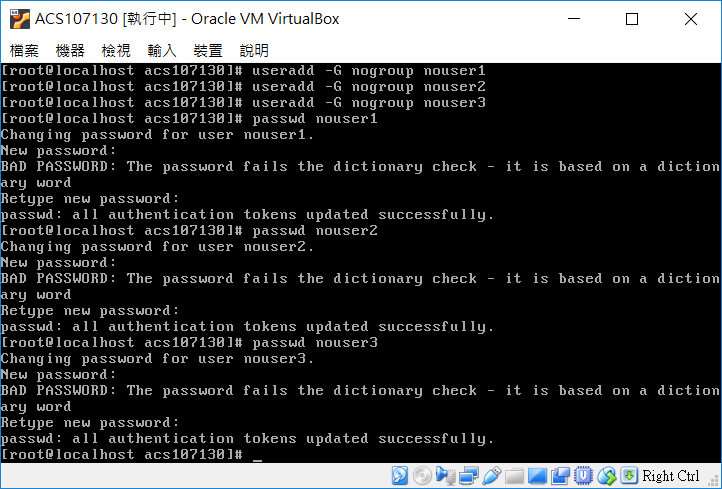 ACS107130 [執行中] - Oracle VM VirtualBox
檔案 機器 檢視 輸入 裝置 說明
[root@localhost acs107130]# useradd -G nogroup nouser1
[root@localhost acs107130]# useradd -G nogroup nouser2
[root@localhost acs107130]# useradd -G nogroup nouser3
[root@localhost acs107130]# passwd nouser1
Changing password for user nouser1.
New password:
BAD PASSWORD: The password fails the dictionary check - it is based on a diction
ary word
Retype new password:
passwd: all authentication tokens updated successfully.
[root@localhost acs107130]# passwd nouser2
Changing password for user nouser2.
New password:
BAD PASSWORD: The password fails the dictionary check - it is based on a diction
ary word
Retype new password:
passwd: all authentication tokens updated successfully.
[root@localhost acs107130]# passwd nouser3
Changing password for user nouser3.
New password:
BAD PASSWORD: The password fails the dictionary check - it is based on a diction
ary word
Retype new password:
passwd: all authentication tokens updated successfully.
[root@localhost acs107130]# _
Right Ctrl